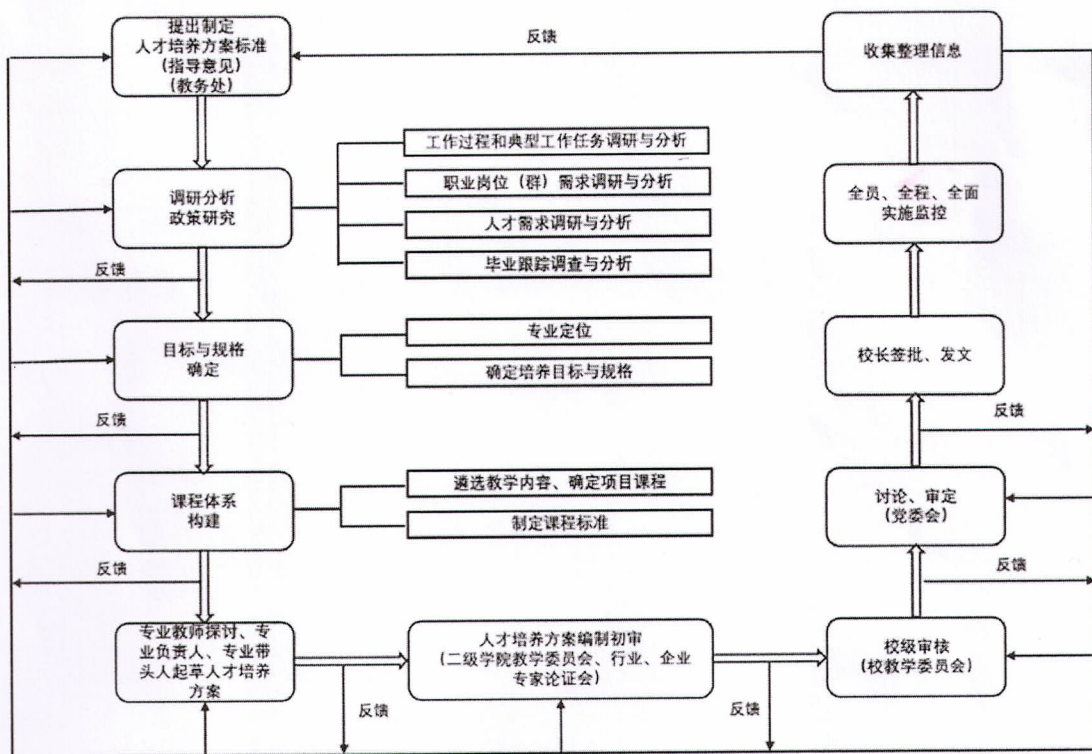 提出制定
人才培养方案标准
(指导意见)
(教务处)
反馈
收集整理信息
调研分析
政策研究
工作过程和典型工作任务调研与分析
职业岗位（群）需求调研与分析
人才需求调研与分析
毕业跟踪调查与分析
全员、全程、全面
实施监控
反馈
目标与规格
确定
专业定位
确定培养目标与规格
校长签批、发文
反馈
反馈
课程体系
构建
遴选教学内容、确定项目课程
制定课程标准
讨论、审定
(党委会)
反馈
反馈
专业教师探讨、专
业负责人、专业带
头人起草人才培养
方案
人才培养方案编制初审
(二级学院教学委员会、行业、企业
专家论证会)
校级审核
(校教学委员会)
反馈
反馈